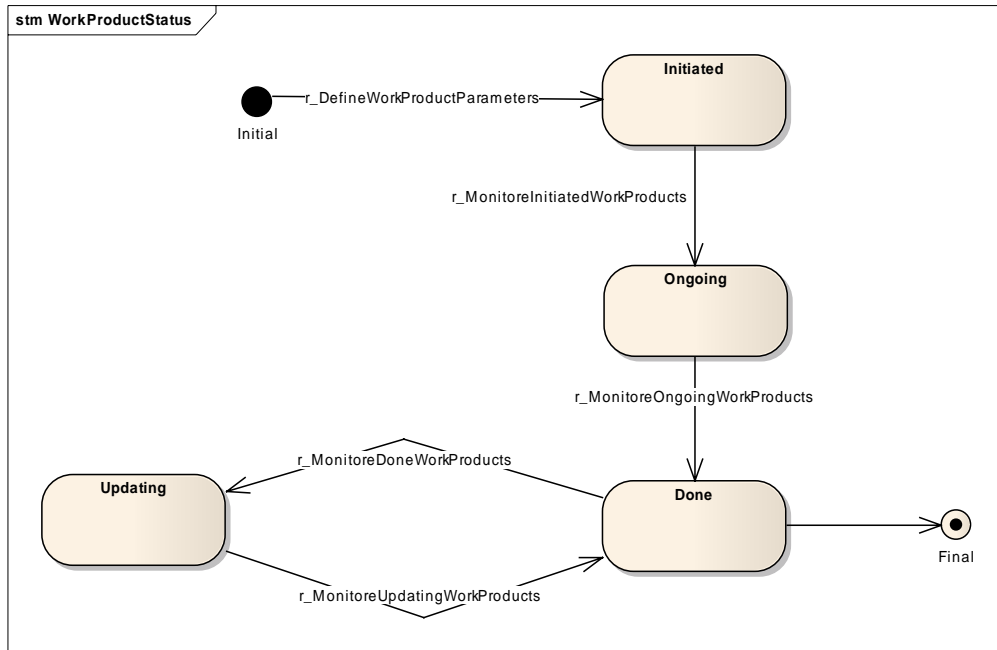 stm WorkProductStatus
Initiated
r_DefineWorkProductParameters
Initial
r_MonitoreInitiatedWorkProducts
Ongoing
r_MonitoreOngoingWorkProducts
r_MonitoreDoneWorkProducts
Updating
Done
Final
r_MonitoreUpdatingWorkProducts